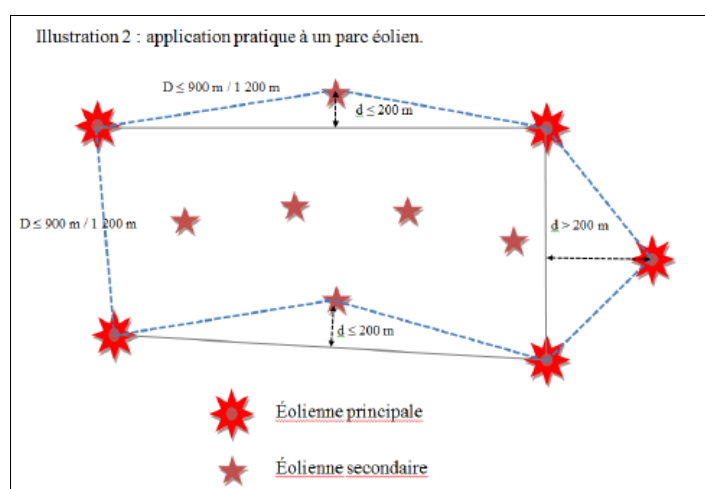 Illustration 2 : application pratique à un parc éolien.
D ≤ 900 m / 1 200 m
d ≤ 200 m
D ≤ 900 m / 1 200 m
d > 200 m
d ≤ 200 m
Éolienne principale
Éolienne secondaire